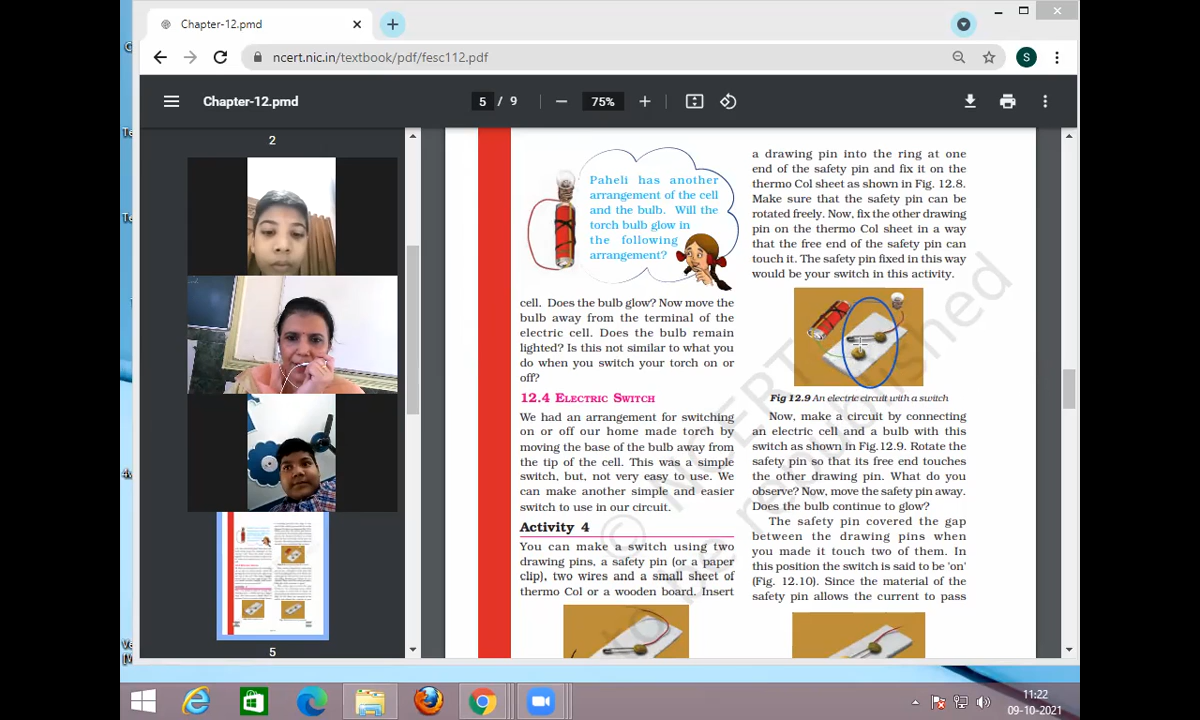 Chapter-12.pmd
ncert.nic.in/textbook/pdf/fesc112.pdf
S
Chapter-12.pmd
5 / 9
75%
2
5
Paheli has another
arrangement of the cell
and the bulb. Will the
torch bulb glow in
the following
arrangement?
cell. Does the bulb glow? Now move the
bulb away from the terminal of the
electric cell. Does the bulb remain
lighted? Is this not similar to what you
do when you switch your torch on or
off?
12.4 ELECTRIC SWITCH
We had an arrangement for switching
on or off our home made torch by
moving the base of the bulb away from
the tip of the cell. This was a simple
switch, but, not very easy to use. We
can make another simple and easier
switch to use in our circuit.
Activity 4
You can make a switch using two
drawing pins, a safety pin (or a paper
clip), two wires and a small sheet of
thermo Col or a wooden board. Insert
a drawing pin into the ring at one
end of the safety pin and fix it on the
thermo Col sheet as shown in Fig. 12.8.
Make sure that the safety pin can be
rotated freely. Now, fix the other drawing
pin on the thermo Col sheet in a way
that the free end of the safety pin can
touch it. The safety pin fixed in this way
would be your switch in this activity.
Fig 12.9 An electric circuit with a switch
Now, make a circuit by connecting
an electric cell and a bulb with this
switch as shown in Fig.12.9. Rotate the
safety pin so that its free end touches
the other drawing pin. What do you
observe? Now, move the safety pin away.
Does the bulb continue to glow?
The safety pin covered the gap
between the drawing pins when
you made it touch two of them. In
this position the switch is said to be 'on'
(Fig. 12.10). Since the material of the
safety pin allows the current to pass
© NCERT
republished
11:22
09-10-2021